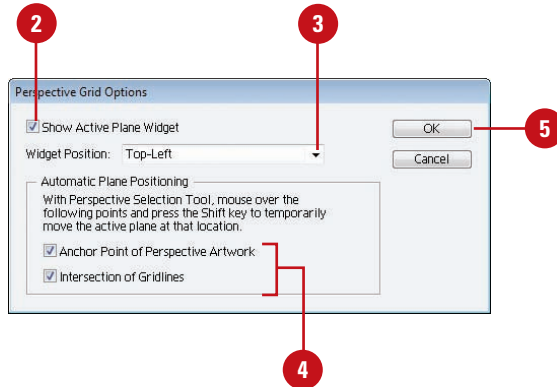 2
3
Perspective Grid Options
Show Active Plane Widget
OK
5
Widget Position: Top-Left
Cancel
Automatic Plane Positioning
With Perspective Selection Tool, mouse over the
following points and press the Shift key to temporarily
move the active plane at that location.
Anchor Point of Perspective Artwork
Intersection of Gridlines
4